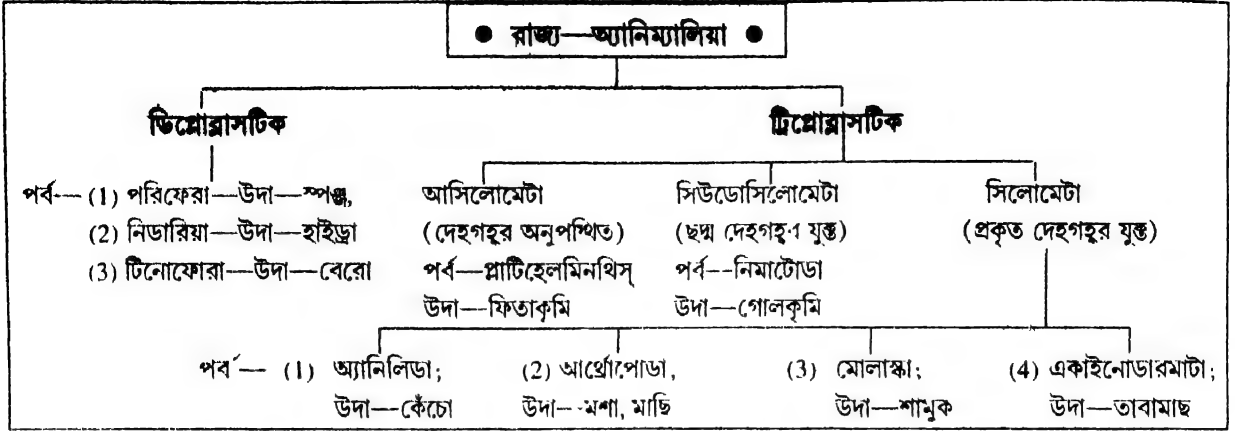 ● রাজ্য—অ্যানিম্যালিয়া ●
ডিপ্লোব্লাসটিক
ট্রিপ্লোব্লাসটিক
পর্ব— (1) পরিফেরা—উদা—স্পঞ্জ,
(2) নিডারিয়া—উদা—হাইড্রা
(3) টিনোফোরা—উদা—বেরো
আসিলোমেটা
(দেহগহ্বর অনুপস্থিত)
পর্ব—প্লাটিহেলমিনথিস্
উদা—ফিতাকৃমি
সিউডোসিলোমেটা
(ছদ্ম দেহগহ্বর যুক্ত)
পর্ব—নিমাটোডা
উদা—গোলকৃমি
সিলোমেটা
(প্রকৃত দেহগহ্বর যুক্ত)
পর্ব— (1) অ্যানিলিডা; (2) আর্থ্রোপোডা, (3) মোলাস্কা; (4) একাইনোডারমাটা;
উদা—কেঁচো উদা—মশা, মাছি উদা—শামুক উদা—তাবামাছ